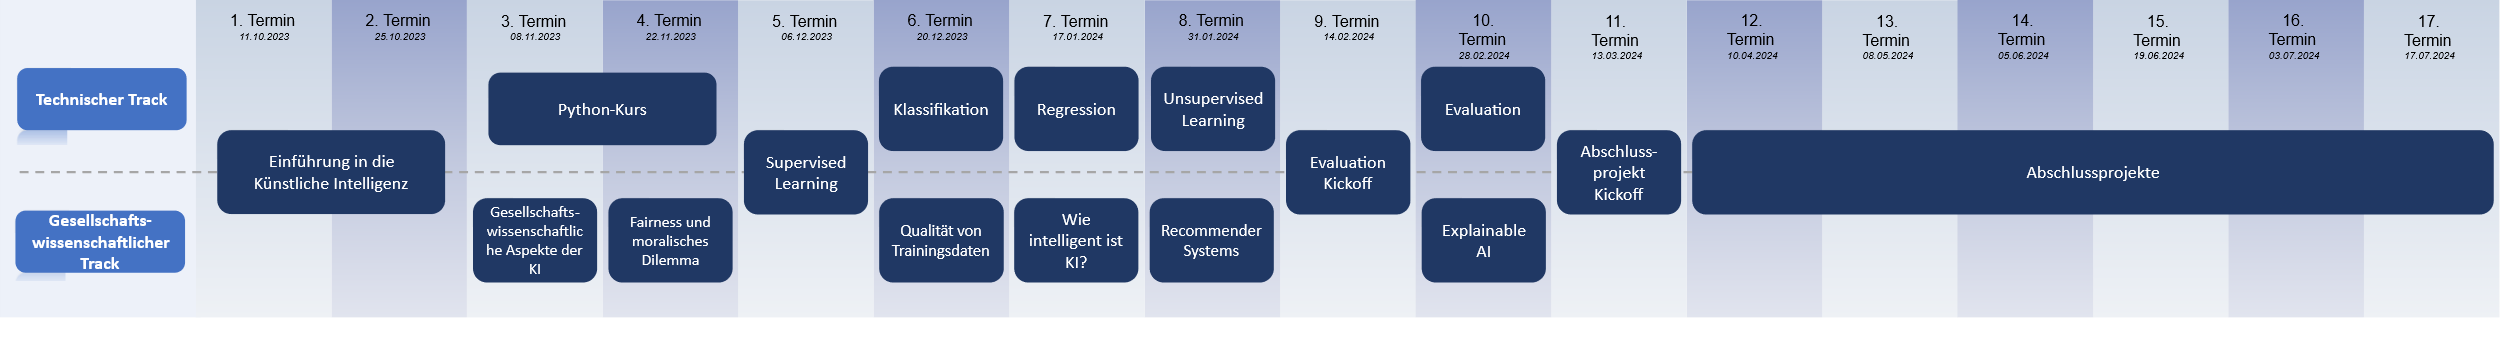 1. Termin
11.10.2023
2. Termin
25.10.2023
3. Termin
08.11.2023
4. Termin
22.11.2023
5. Termin
06.12.2023
6. Termin
20.12.2023
7. Termin
17.01.2024
8. Termin
31.01.2024
9. Termin
14.02.2024
10.
Termin
28.02.2024
11.
Termin
13.03.2024
12.
Termin
10.04.2024
13.
Termin
08.05.2024
14.
Termin
05.06.2024
15.
Termin
19.06.2024
16.
Termin
03.07.2024
17.
Termin
17.07.2024
Technischer Track
Python-Kurs
Klassifikation
Regression
Unsupervised
Learning
Evaluation
Einführung in die
Künstliche Intelligenz
Supervised
Learning
Evaluation
Kickoff
Abschluss-
projekt
Kickoff
Abschlussprojekte
Gesellschafts-
wissenschaftlicher
Track
Gesellschafts-
wissenschaftlic
he Aspekte der
KI
Fairness und
moralisches
Dilemma
Qualität von
Trainingsdaten
Wie
intelligent ist
KI?
Recommender
Systems
Explainable
AI